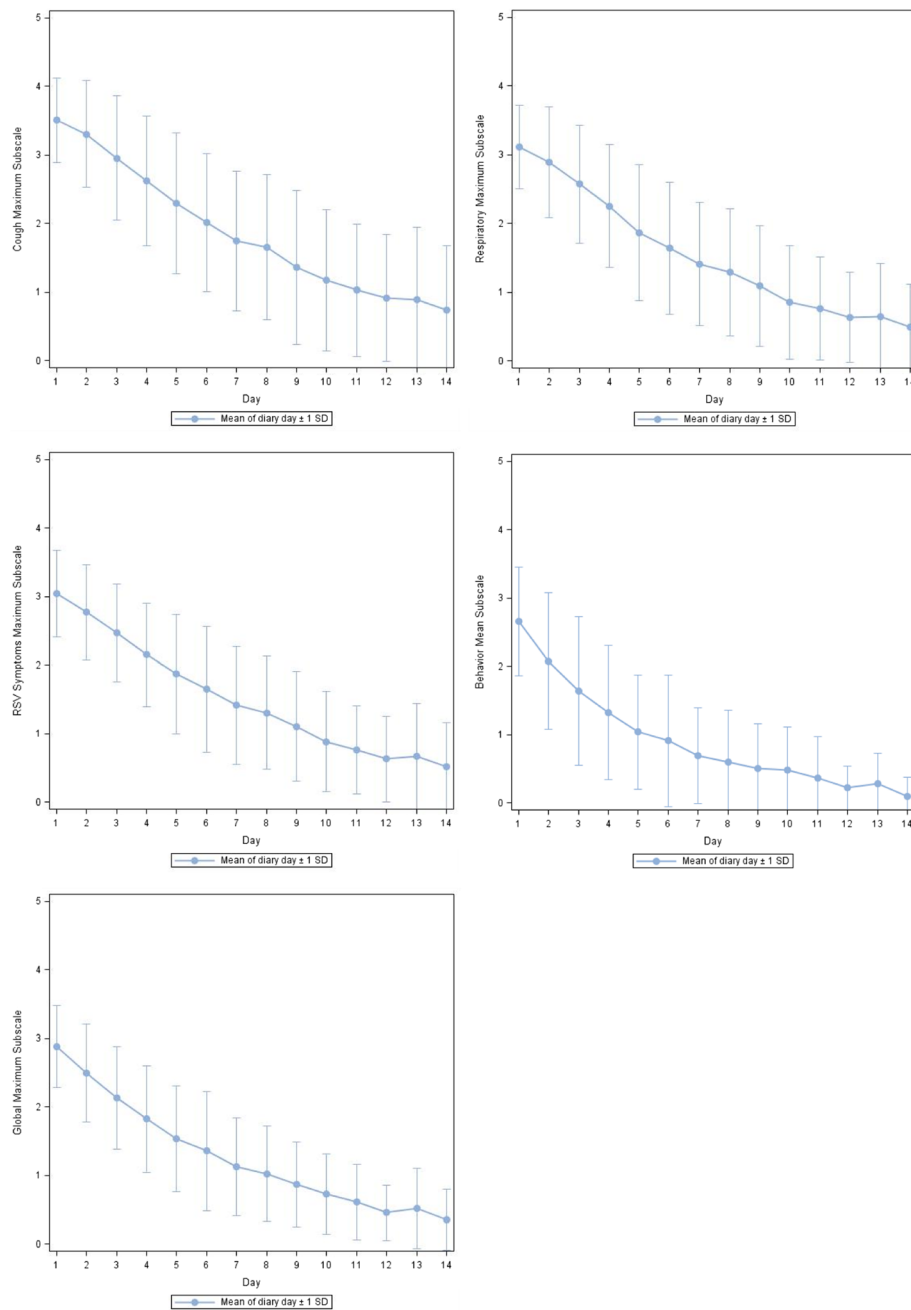 Cough Maximum Subscale
5
4
3
2
1
0
1 2 3 4 5 6 7 8 9 10 11 12 13 14
Day
Mean of diary day ± 1 SD
Respiratory Maximum Subscale
5
4
3
2
1
0
1 2 3 4 5 6 7 8 9 10 11 12 13 14
Day
Mean of diary day ± 1 SD
RSV Symptoms Maximum Subscale
5
4
3
2
1
0
1 2 3 4 5 6 7 8 9 10 11 12 13 14
Day
Mean of diary day ± 1 SD
Behavior Mean Subscale
5
4
3
2
1
0
1 2 3 4 5 6 7 8 9 10 11 12 13 14
Day
Mean of diary day ± 1 SD
Global Maximum Subscale
5
4
3
2
1
0
1 2 3 4 5 6 7 8 9 10 11 12 13 14
Day
Mean of diary day ± 1 SD